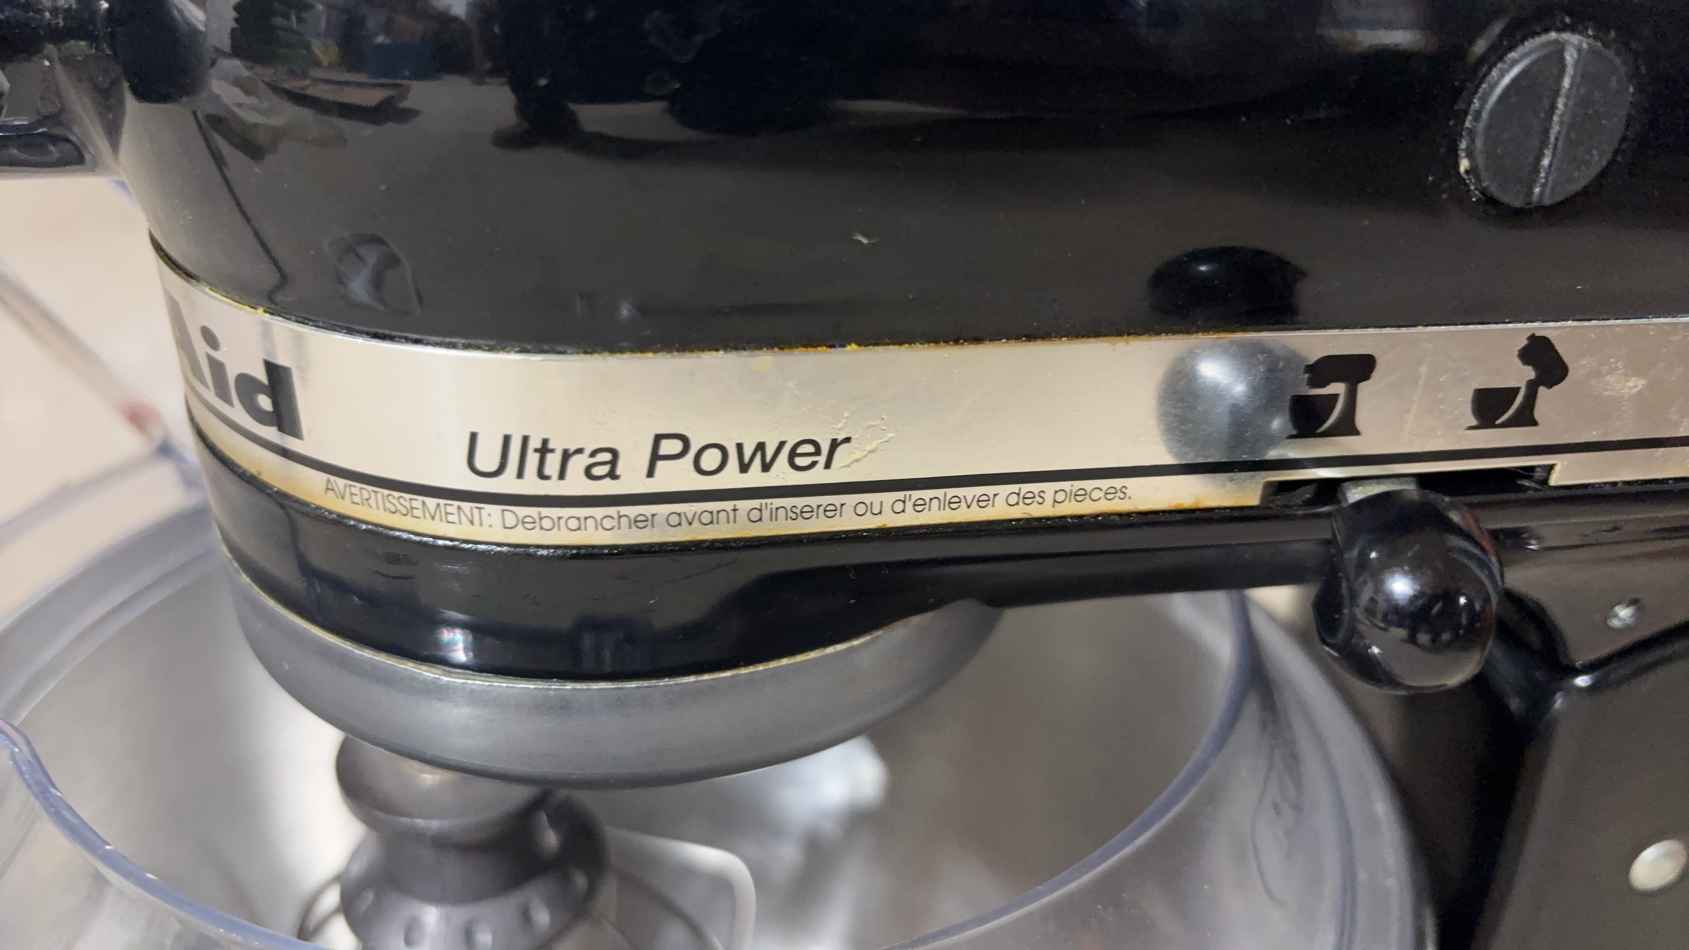 Aid
Ultra Power
AVERTISSEMENT: Debrancher avant d'inserer ou d'enlever des pieces.